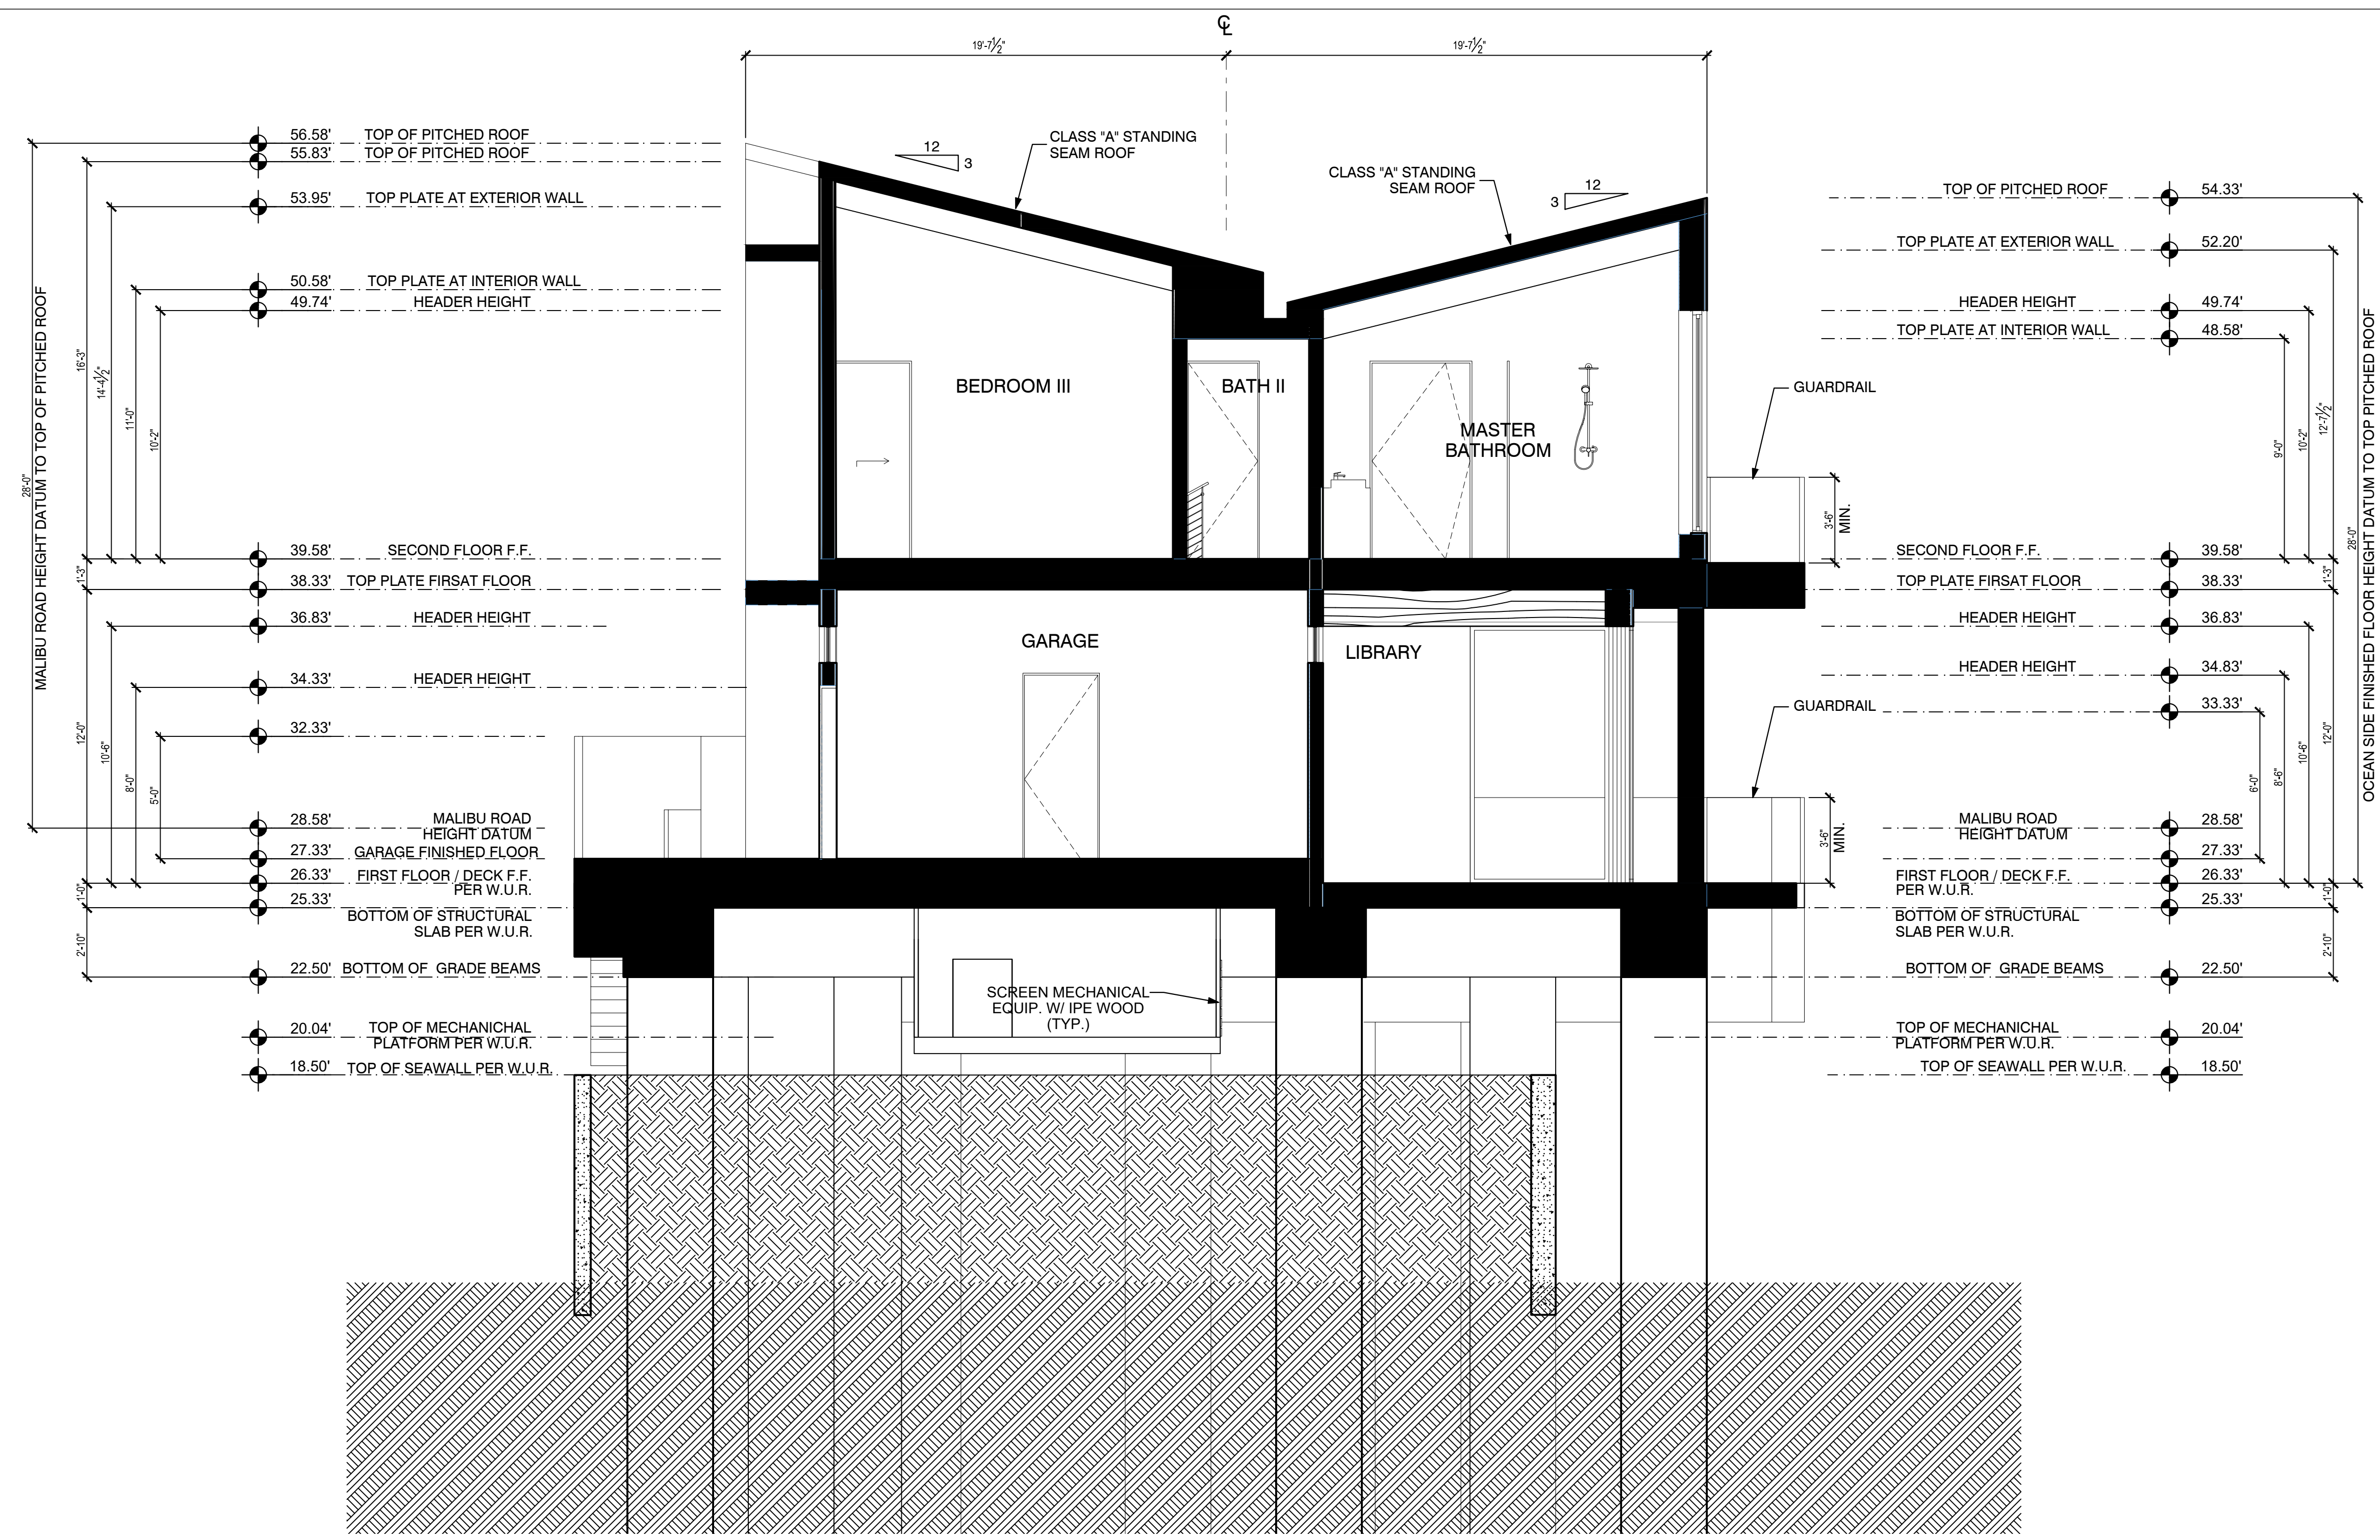 ℄
19'-7½"
19'-7½"
56.58'
TOP OF PITCHED ROOF
55.83'
TOP OF PITCHED ROOF
53.95'
TOP PLATE AT EXTERIOR WALL
50.58'
TOP PLATE AT INTERIOR WALL
49.74'
HEADER HEIGHT
39.58'
SECOND FLOOR F.F.
38.33'
TOP PLATE FIRSAT FLOOR
36.83'
HEADER HEIGHT
34.33'
HEADER HEIGHT
32.33'
28.58'
MALIBU ROAD
HEIGHT DATUM
27.33'
GARAGE FINISHED FLOOR
26.33'
FIRST FLOOR / DECK F.F.
PER W.U.R.
25.33'
BOTTOM OF STRUCTURAL
SLAB PER W.U.R.
22.50'
BOTTOM OF GRADE BEAMS
20.04'
TOP OF MECHANICHAL
PLATFORM PER W.U.R.
18.50'
TOP OF SEAWALL PER W.U.R.
28'-0"
MALIBU ROAD HEIGHT DATUM TO TOP OF PITCHED ROOF
16'-3"
14'-4½"
11'-0"
10'-2"
1'-3"
12'-0"
10'-6"
8'-0"
5'-0"
1'-0"
2'-10"
12
3
CLASS "A" STANDING
SEAM ROOF
CLASS "A" STANDING
SEAM ROOF
12
3
BEDROOM III
BATH II
MASTER
BATHROOM
GARAGE
LIBRARY
SCREEN MECHANICAL
EQUIP. W/ IPE WOOD
(TYP.)
GUARDRAIL
3'-6"
MIN.
GUARDRAIL
3'-6"
MIN.
TOP OF PITCHED ROOF
54.33'
TOP PLATE AT EXTERIOR WALL
52.20'
HEADER HEIGHT
49.74'
TOP PLATE AT INTERIOR WALL
48.58'
SECOND FLOOR F.F.
39.58'
TOP PLATE FIRSAT FLOOR
38.33'
HEADER HEIGHT
36.83'
HEADER HEIGHT
34.83'
33.33'
MALIBU ROAD
HEIGHT DATUM
28.58'
27.33'
FIRST FLOOR / DECK F.F.
PER W.U.R.
26.33'
25.33'
BOTTOM OF STRUCTURAL
SLAB PER W.U.R.
BOTTOM OF GRADE BEAMS
22.50'
TOP OF MECHANICHAL
PLATFORM PER W.U.R.
20.04'
TOP OF SEAWALL PER W.U.R.
18.50'
9'-0"
10'-2"
12'-7½"
1'-3"
6'-0"
8'-6"
10'-6"
12'-0"
1'-0"
2'-10"
28'-0"
OCEAN SIDE FINISHED FLOOR HEIGHT DATUM TO TOP PITCHED ROOF